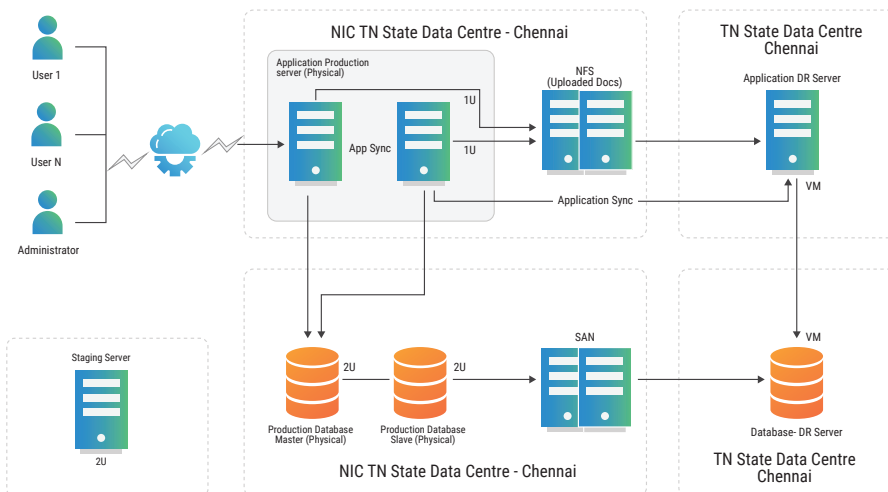 User 1
User N
Administrator
NIC TN State Data Centre - Chennai
Application Production
server (Physical)
App Sync
1U
1U
NFS
(Uploaded Docs)
Application Sync
TN State Data Centre
Chennai
Application DR Server
VM
Staging Server
2U
2U
2U
Production Database
Master (Physical)
Production Database
Slave (Physical)
SAN
NIC TN State Data Centre - Chennai
VM
Database- DR Server
TN State Data Centre
Chennai